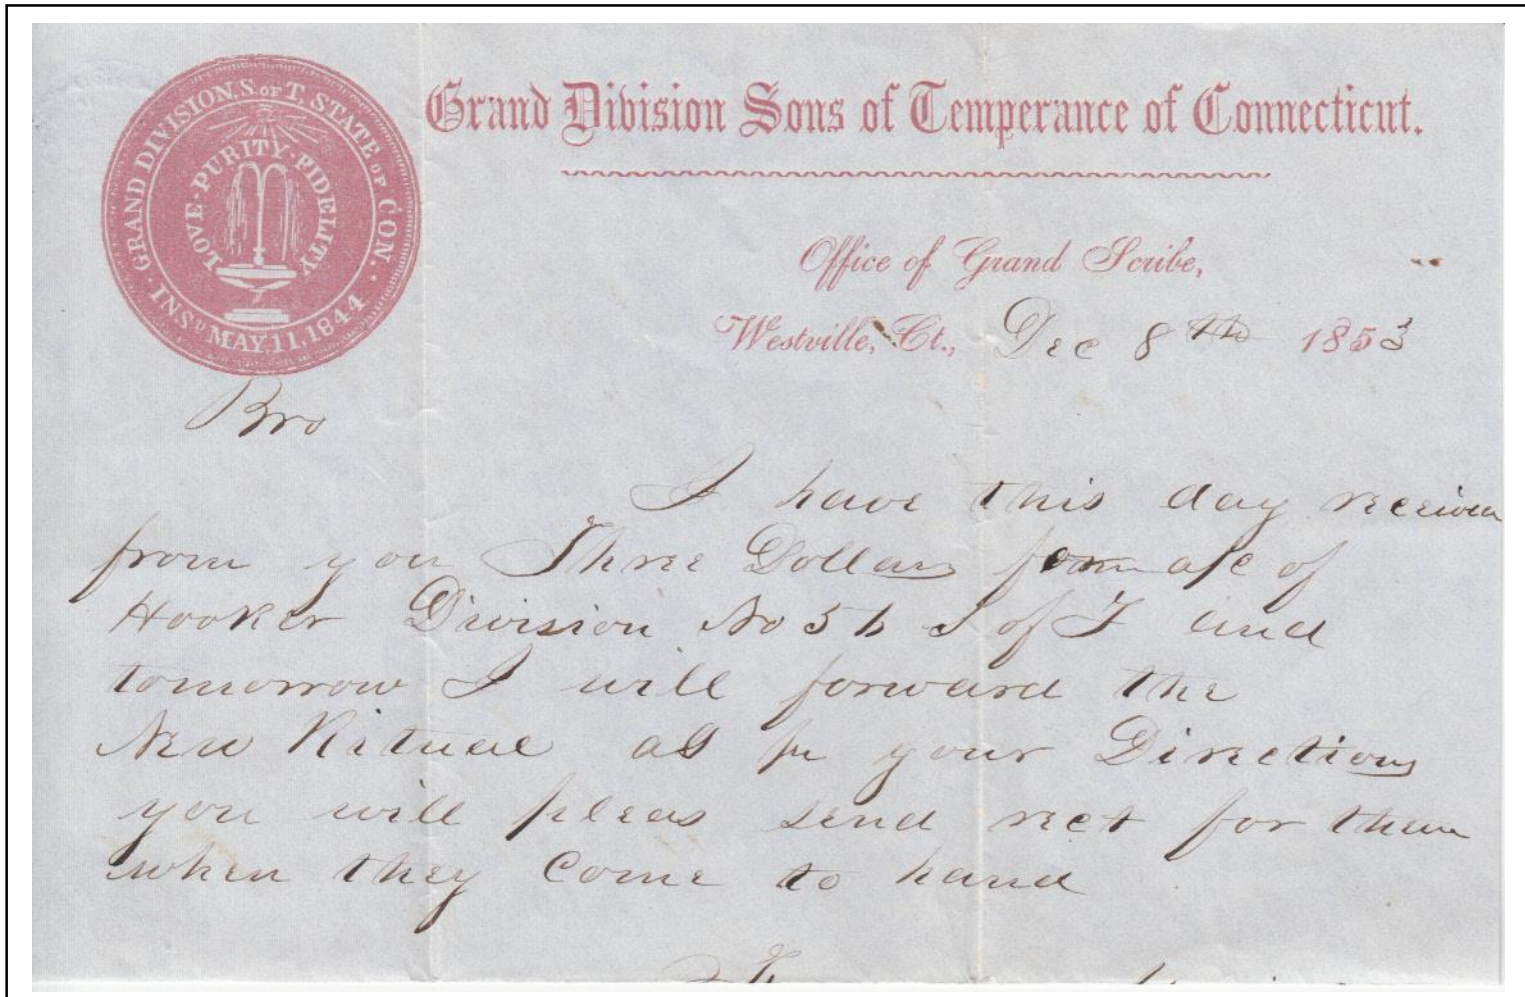 GRAND DIVISION, S. OF T, STATE OF CON.
INSD MAY, 11, 1844
LOVE · PURITY · FIDELITY
Grand Division Sons of Temperance of Connecticut.
Office of Grand Scribe,
Westville, Ct., Dec 8th 1853
Bro
I have this day
from you Three Dollars a/c of
Hooker Division No S of T and
tomorrow I will forward the
New Ritual as pr your Directions
you will pleas send rect for them
when they Come to hand